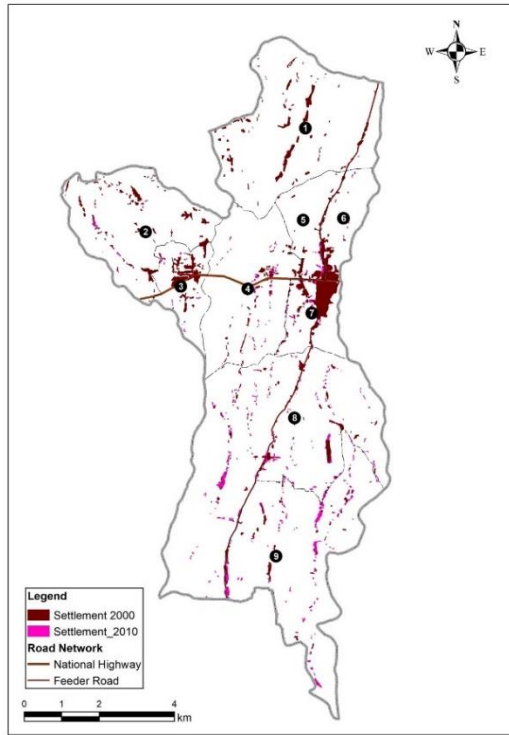 N
W E
S
1
5 6
2
3 4
7
8
9
Legend
Settlement 2000
Settlement_2010
Road Network
National Highway
Feeder Road
0 1 2 4
km